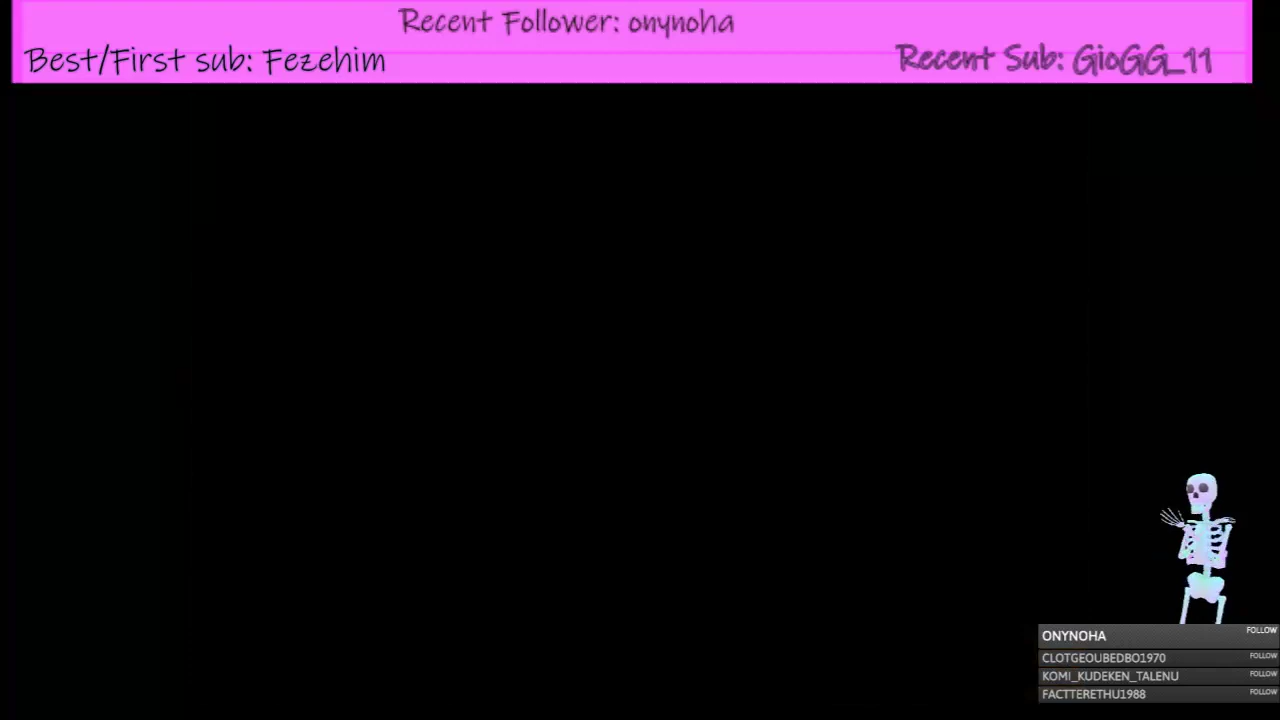 Recent Follower: onynoha
Best/First sub: Fezehim
Recent Sub: GioGG_11
ONYNOHA FOLLOW
CLOTGEOUBEDBO1970 FOLLOW
KOMI_KUDEKEN_TALENU FOLLOW
FACTTERETHU1988 FOLLOW